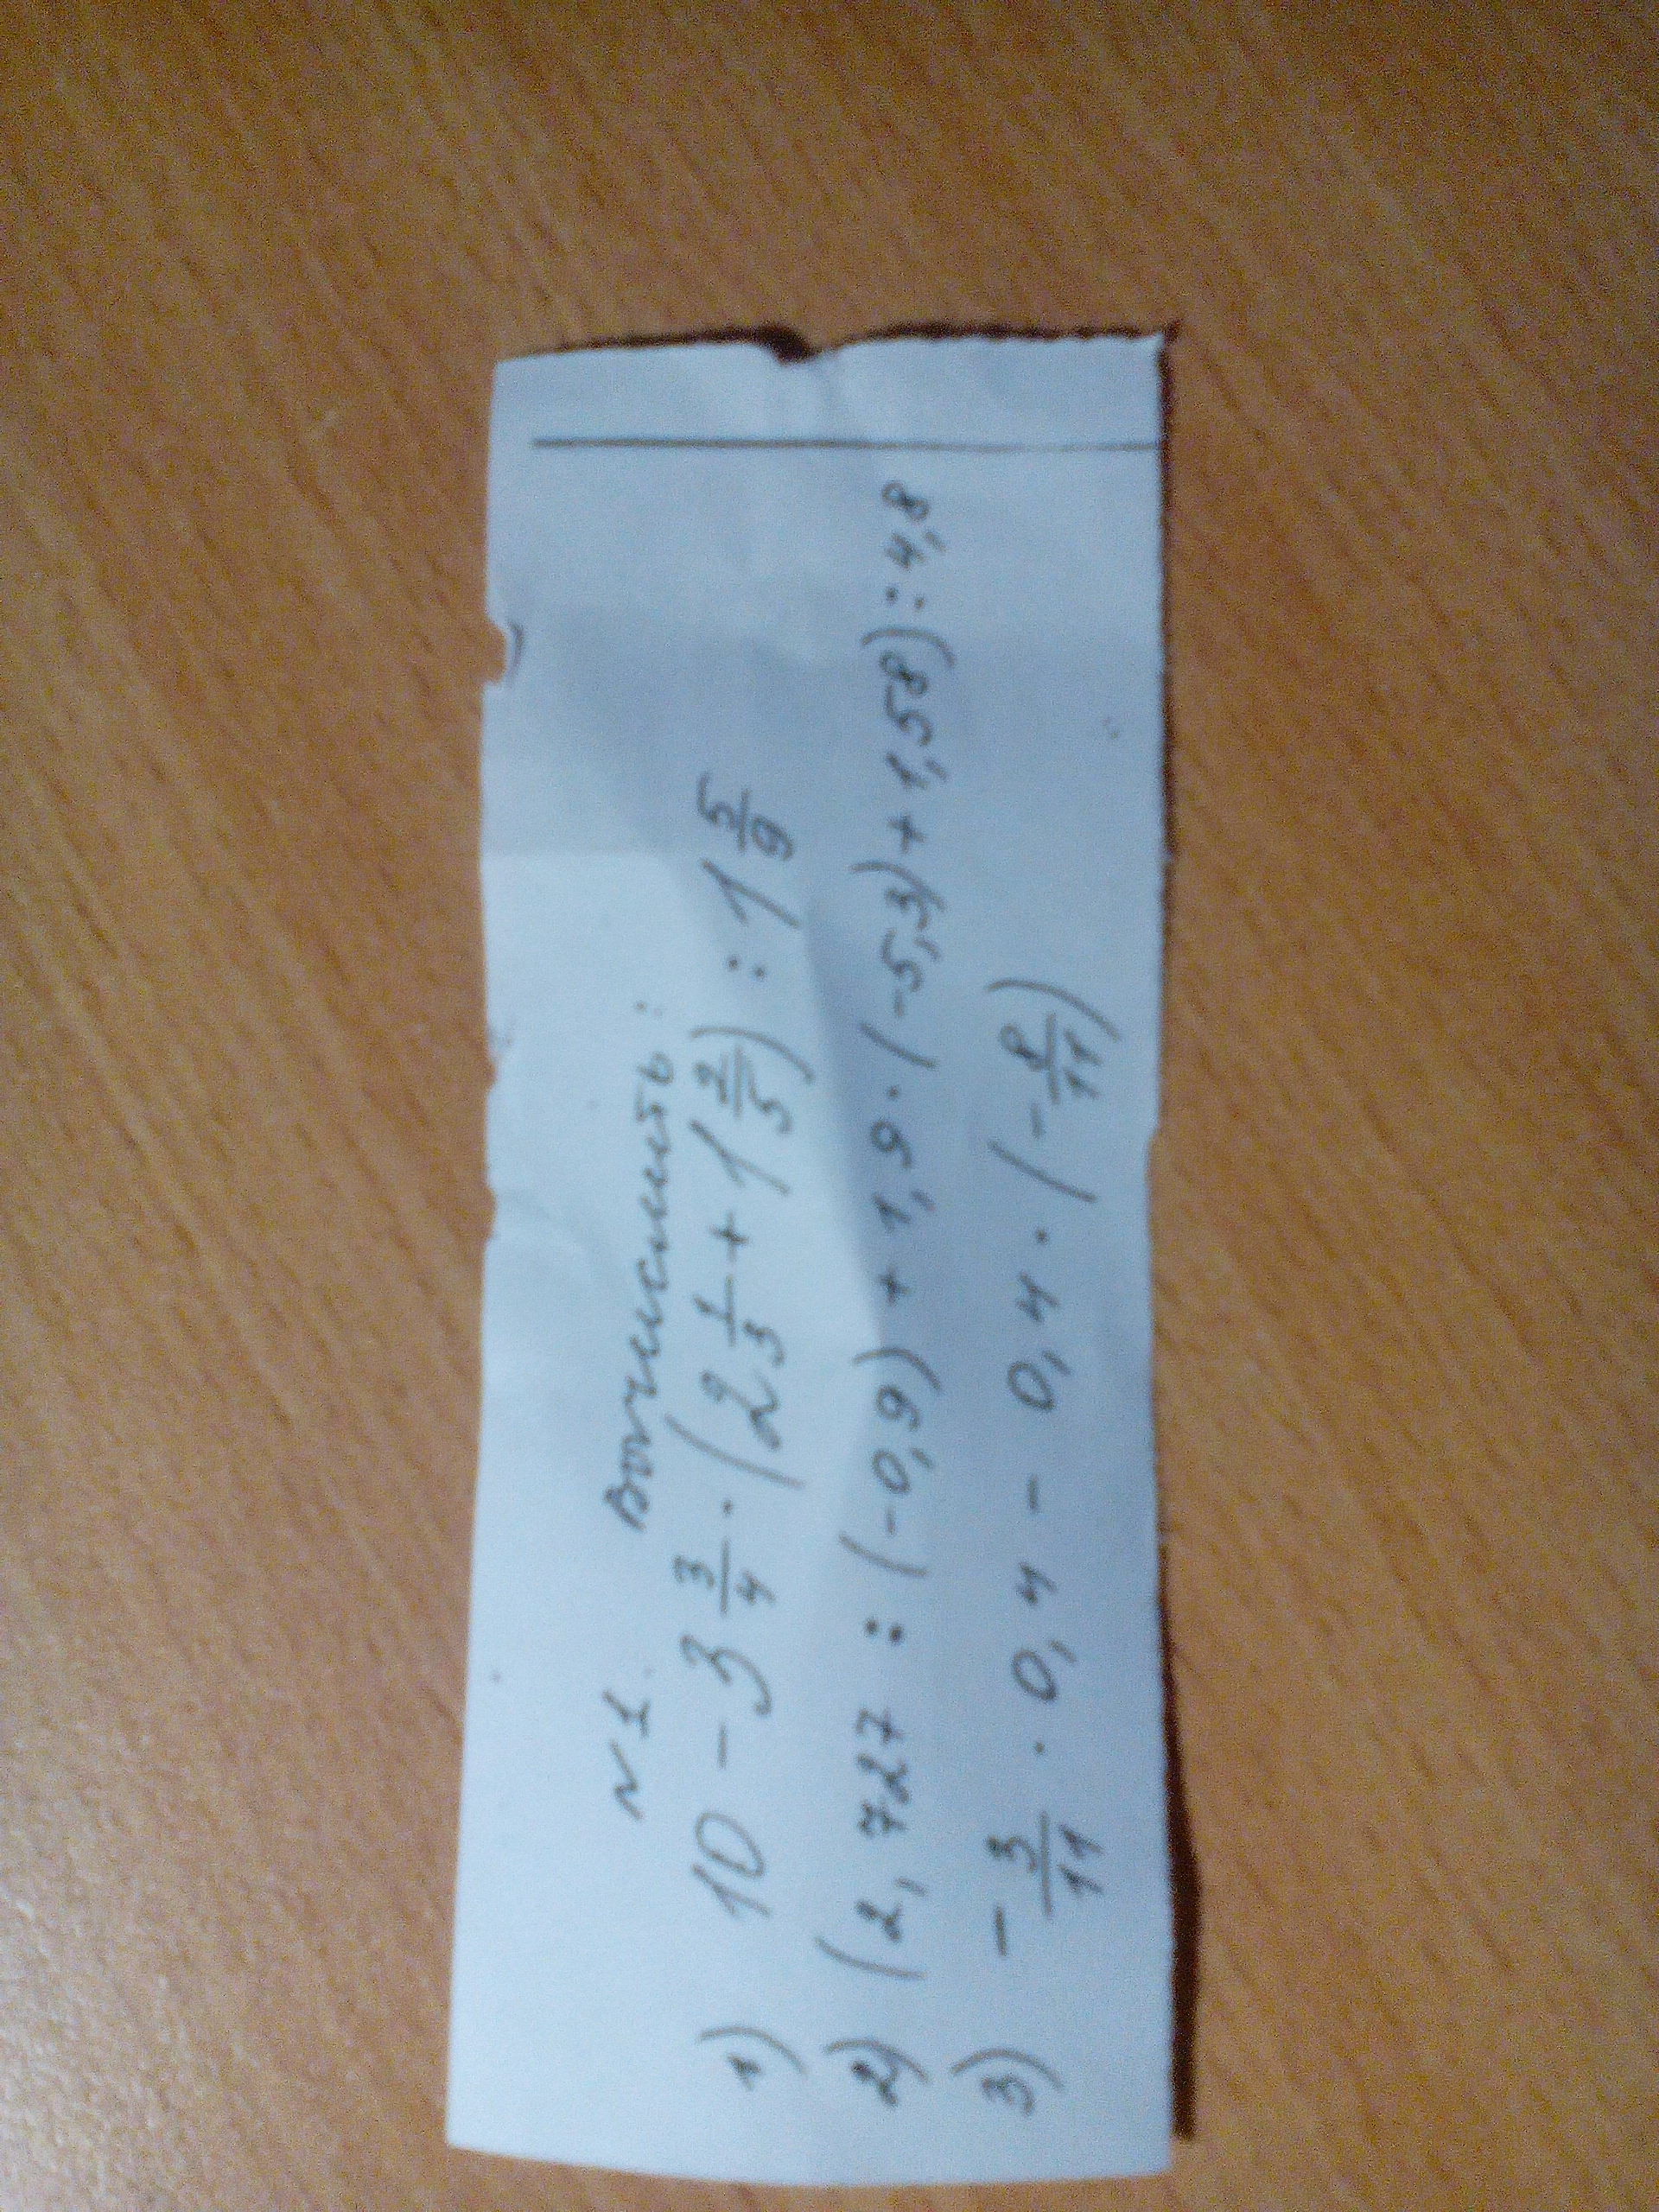 N 1. Вычислить:
1) 10 - 3 3/4 · (2 1/3 + 1 2/5) : 1 5/9
2) (2,727 : (-0,9) + 1,9 · (-5,3) + 1,58) : 4,8
3) - 3/11 · 0,4 - 0,4 · (- 8/11)